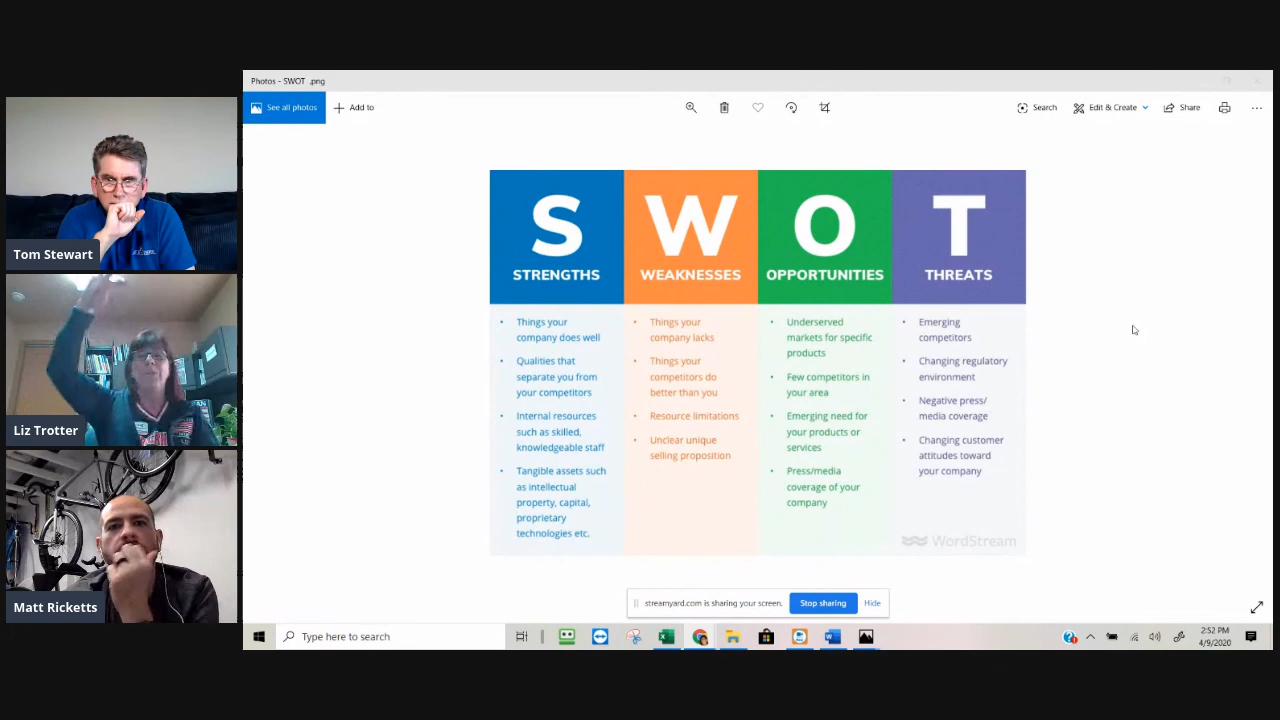 Photos - SWOT .png
See all photos
Add to
Search
Edit & Create
Share
Tom Stewart
Liz Trotter
Matt Ricketts
S
STRENGTHS
Things your
company does well
Qualities that
separate you from
your competitors
Internal resources
such as skilled,
knowledgeable staff
Tangible assets such
as intellectual
property, capital,
proprietary
technologies etc.
W
WEAKNESSES
Things your
company lacks
Things your
competitors do
better than you
Resource limitations
Unclear unique
selling proposition
O
OPPORTUNITIES
Underserved
markets for specific
products
Few competitors in
your area
Emerging need for
your products or
services
Press/media
coverage of your
company
T
THREATS
Emerging
competitors
Changing regulatory
environment
Negative press/
media coverage
Changing customer
attitudes toward
your company
WordStream
streamyard.com is sharing your screen.
Stop sharing
Hide
Type here to search
2:52 PM
4/9/2020